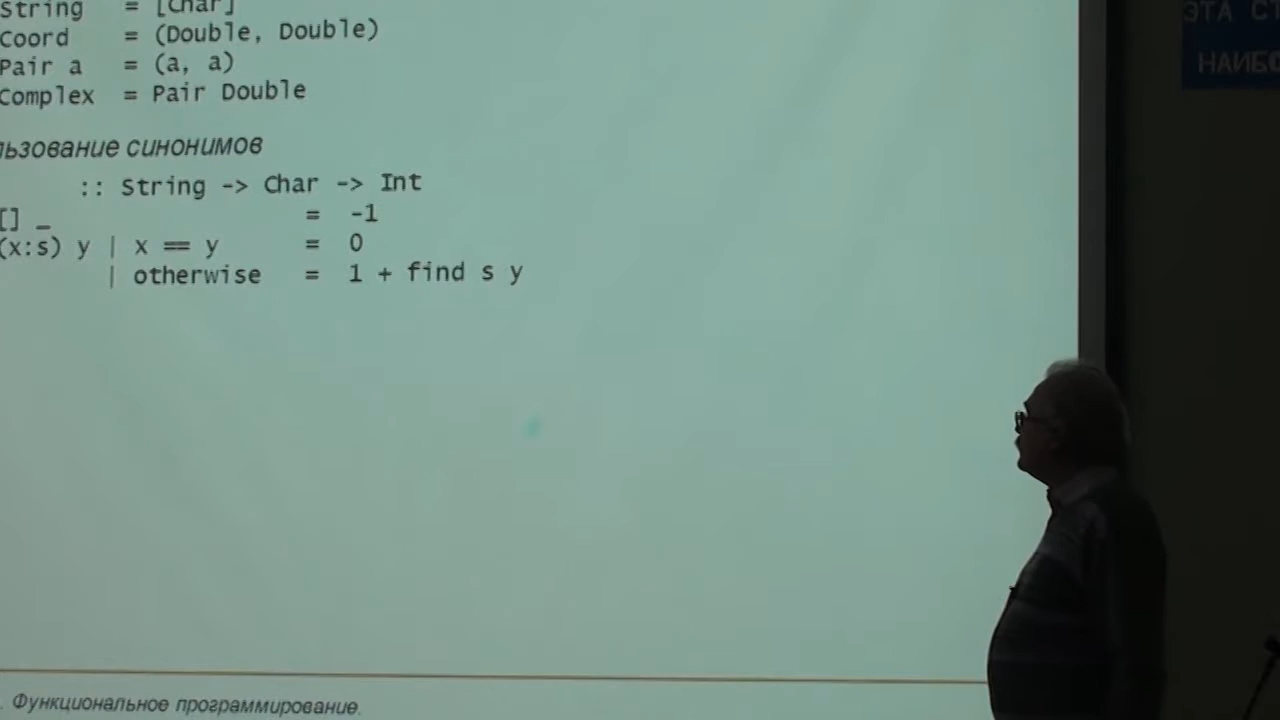 String = [Char]
Coord = (Double, Double)
Pair a = (a, a)
Complex = Pair Double
льзование синонимов
:: String -> Char -> Int
[] _ = -1
(x:s) y | x == y = 0
| otherwise = 1 + find s y
. Функциональное программирование.
ЭТА СТ
НАИБО